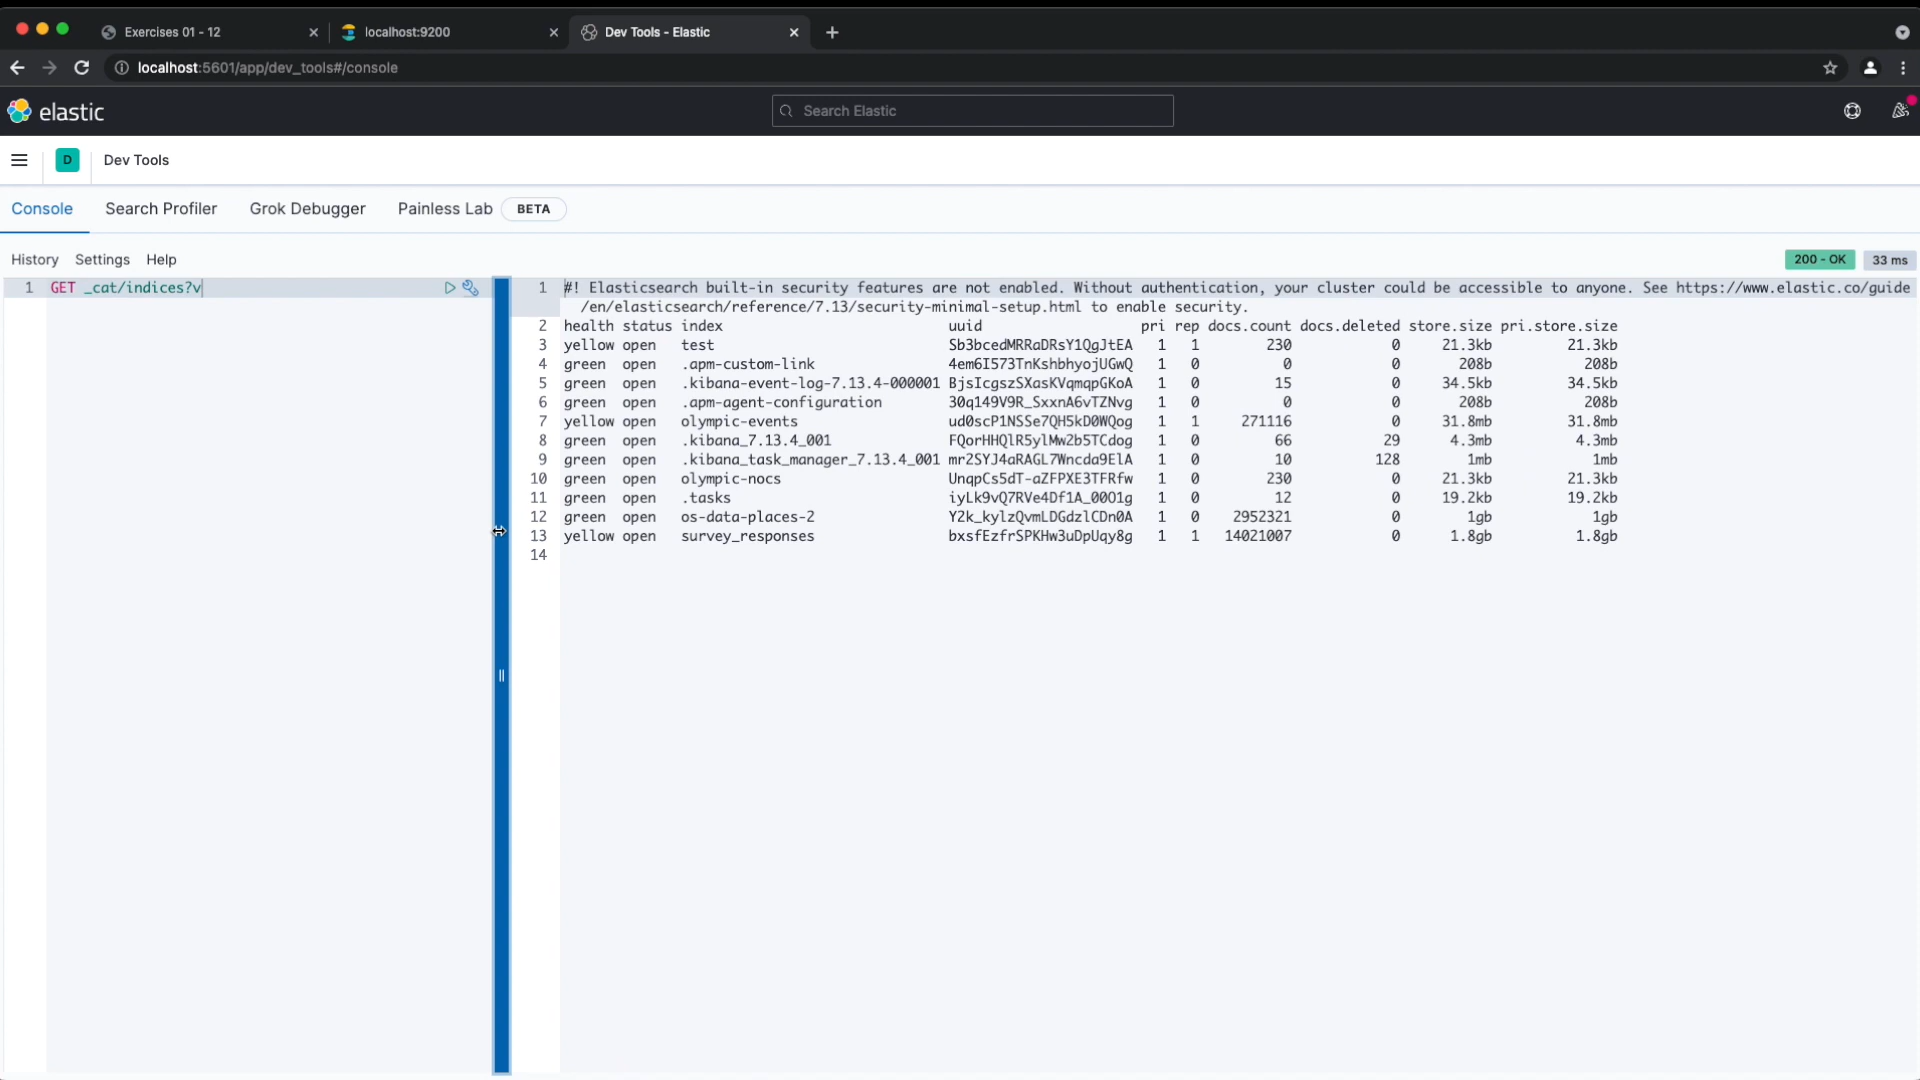 Exercises 01 - 12
localhost:9200
Dev Tools - Elastic
localhost:5601/app/dev_tools#/console
elastic
Search Elastic
D
Dev Tools
Console Search Profiler Grok Debugger Painless Lab BETA
History Settings Help
200 - OK 33 ms
1 GET _cat/indices?v
1 #! Elasticsearch built-in security features are not enabled. Without authentication, your cluster could be accessible to anyone. See https://www.elastic.co/guide
/en/elasticsearch/reference/7.13/security-minimal-setup.html to enable security.
2 health status index uuid pri rep docs.count docs.deleted store.size pri.store.size
3 yellow open test Sb3bcedMRRaDRsY1QgJtEA 1 1 230 0 21.3kb 21.3kb
4 green open .apm-custom-link 4em6I573TnKshbhyojUGwQ 1 0 0 0 208b 208b
5 green open .kibana-event-log-7.13.4-000001 BjsIcgszSXasKVqmqpGKoA 1 0 15 0 34.5kb 34.5kb
6 green open .apm-agent-configuration 30q149V9R_SxxnA6vTZNvg 1 0 0 0 208b 208b
7 yellow open olympic-events ud0scP1NSSe7QH5kD0WQog 1 1 271116 0 31.8mb 31.8mb
8 green open .kibana_7.13.4_001 FQorHHQlR5ylMw2b5TCdog 1 0 66 29 4.3mb 4.3mb
9 green open .kibana_task_manager_7.13.4_001 mr2SYJ4aRAGL7Wncda9ElA 1 0 10 128 1mb 1mb
10 green open olympic-nocs UnqpCs5dT-aZFPXE3TFRfw 1 0 230 0 21.3kb 21.3kb
11 green open .tasks iyLk9vQ7RVe4Df1A_00O1g 1 0 12 0 19.2kb 19.2kb
12 green open os-data-places-2 Y2k_kylzQvmLDGdzlCDn0A 1 0 2952321 0 1gb 1gb
13 yellow open survey_responses bxsfEzfrSPKHw3uDpUqy8g 1 1 14021007 0 1.8gb 1.8gb
14